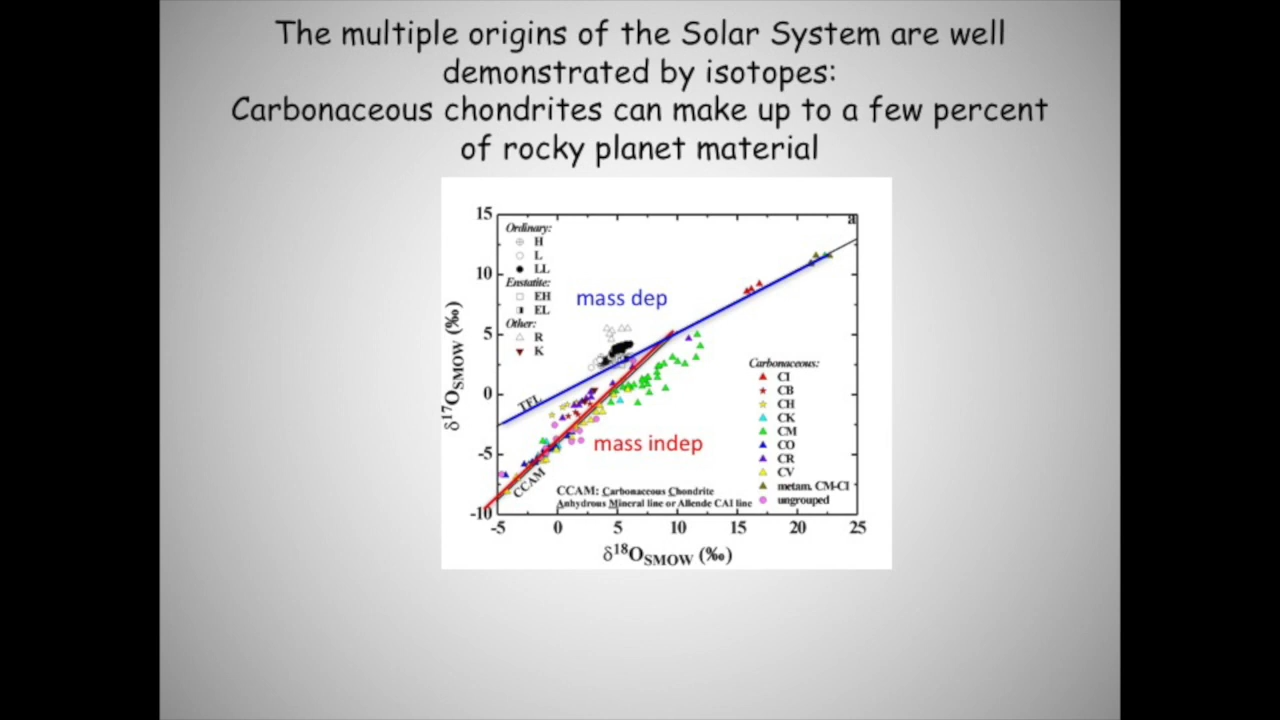 The multiple origins of the Solar System are well
demonstrated by isotopes:
Carbonaceous chondrites can make up to a few percent
of rocky planet material
a
15
10
5
0
-5
-10
δ¹⁷O_SMOW (‰)
Ordinary:
H
L
LL
Enstatite:
EH
EL
Other:
R
K
mass dep
TFL
mass indep
CCAM
CCAM: Carbonaceous Chondrite
Anhydrous Mineral line or Allende CAI line
Carbonaceous:
CI
CB
CH
CK
CM
CO
CR
CV
metam. CM-CI
ungrouped
-5 0 5 10 15 20 25
δ¹⁸O_SMOW (‰)